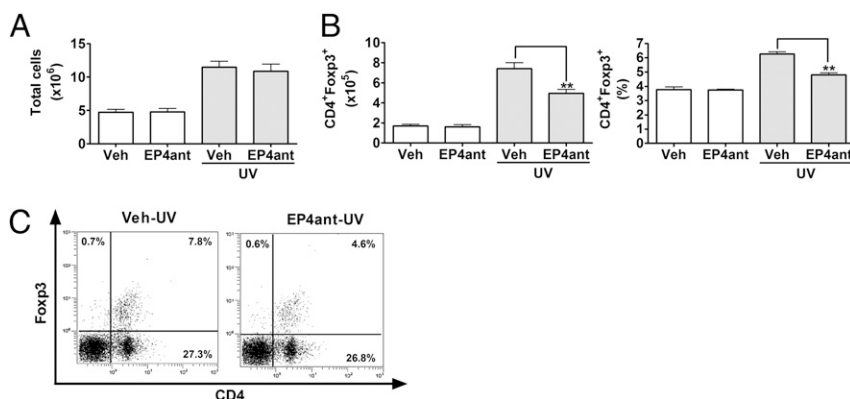 A
Total cells
(x10⁶)
15
10
5
0
Veh
EP4ant
Veh
EP4ant
UV
B
CD4⁺Foxp3⁺
(x10⁵)
10
8
6
4
2
0
**
Veh
EP4ant
Veh
EP4ant
UV
CD4⁺Foxp3⁺
(%)
7
6
5
4
3
2
1
0
**
Veh
EP4ant
Veh
EP4ant
UV
C
Foxp3
Veh-UV
0.7%
7.8%
27.3%
EP4ant-UV
0.6%
4.6%
26.8%
CD4